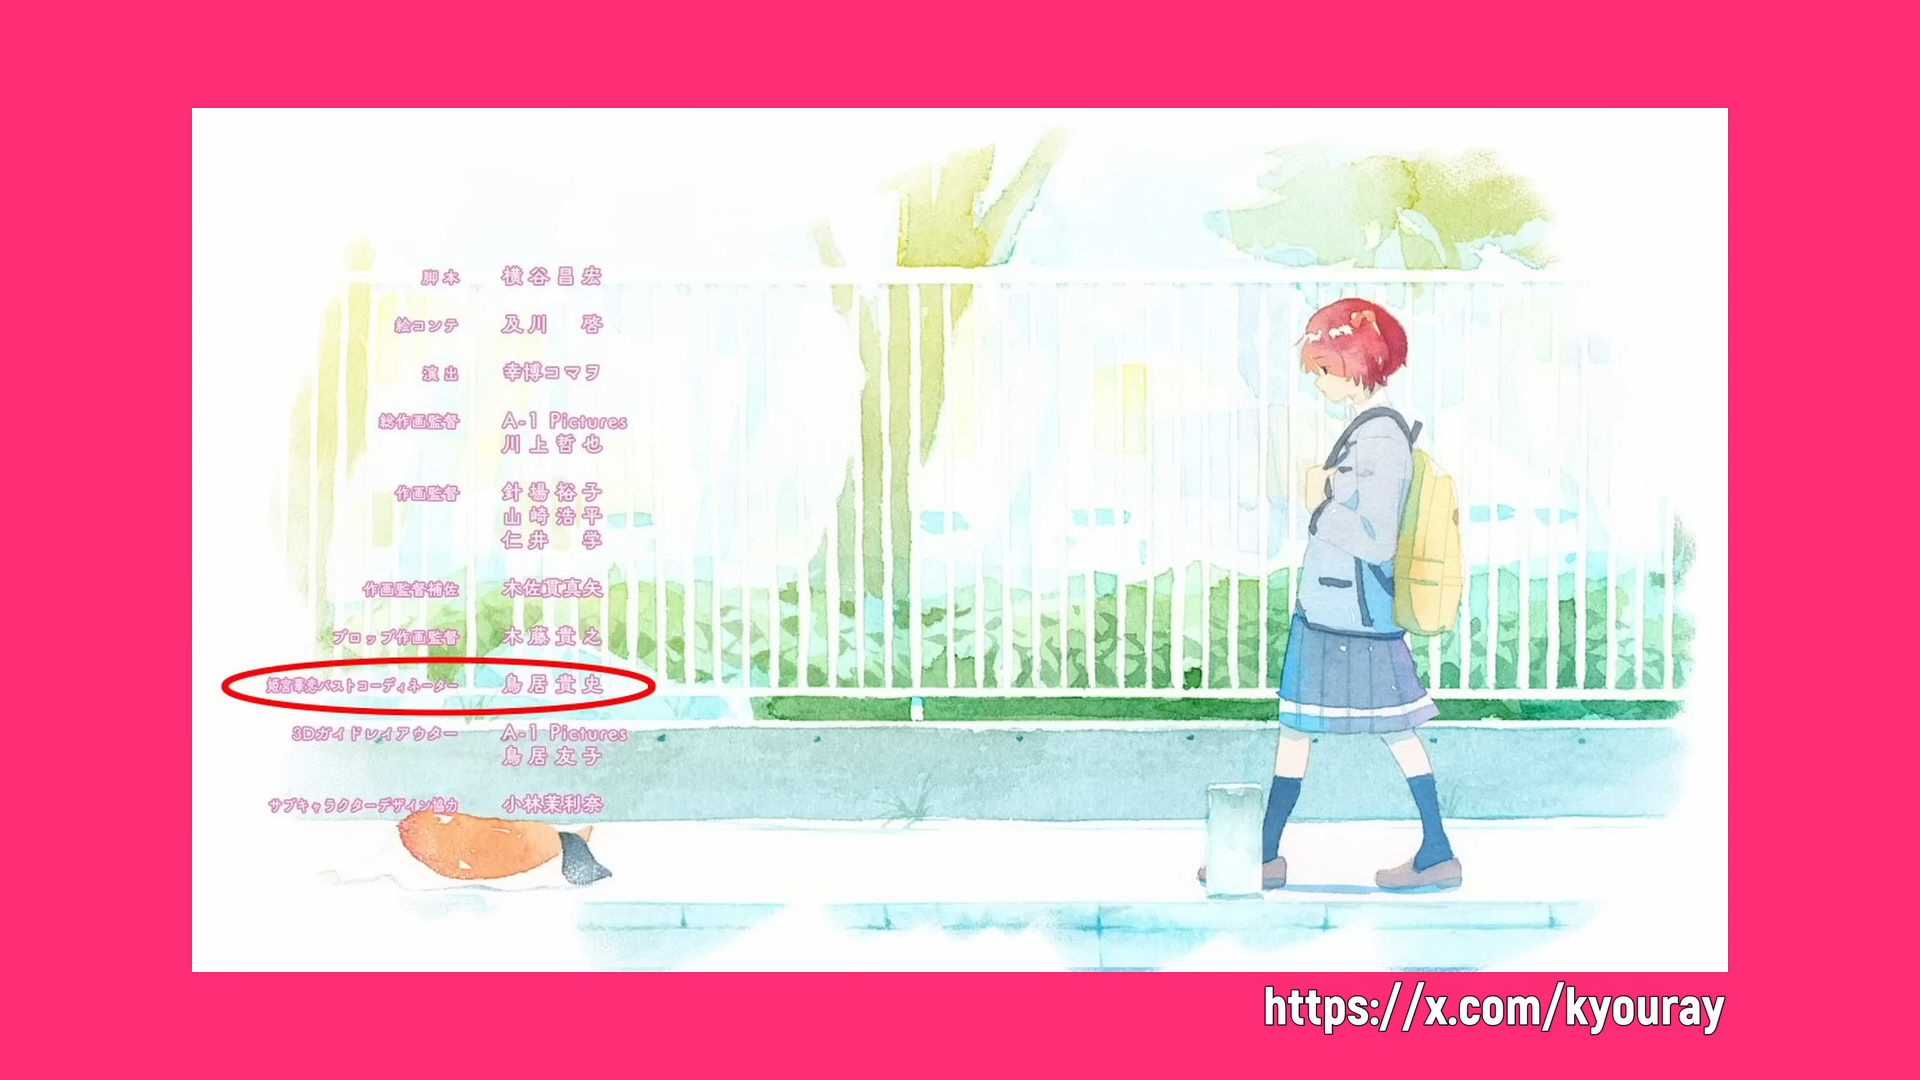 脚本 横谷昌宏
絵コンテ 及川 啓
演出 幸博コマヲ
総作画監督 A-1 Pictures
川上哲也
作画監督 針場裕子
山崎浩平
仁井 学
作画監督補佐 木佐貫真矢
プロップ作画監督 木藤貴之
姫宮華恋バストコーディネーター 鳥居貴史
3Dガイドレイアウター A-1 Pictures
鳥居友子
サブキャラクターデザイン協力 小林茉利奈
https://x.com/kyouray